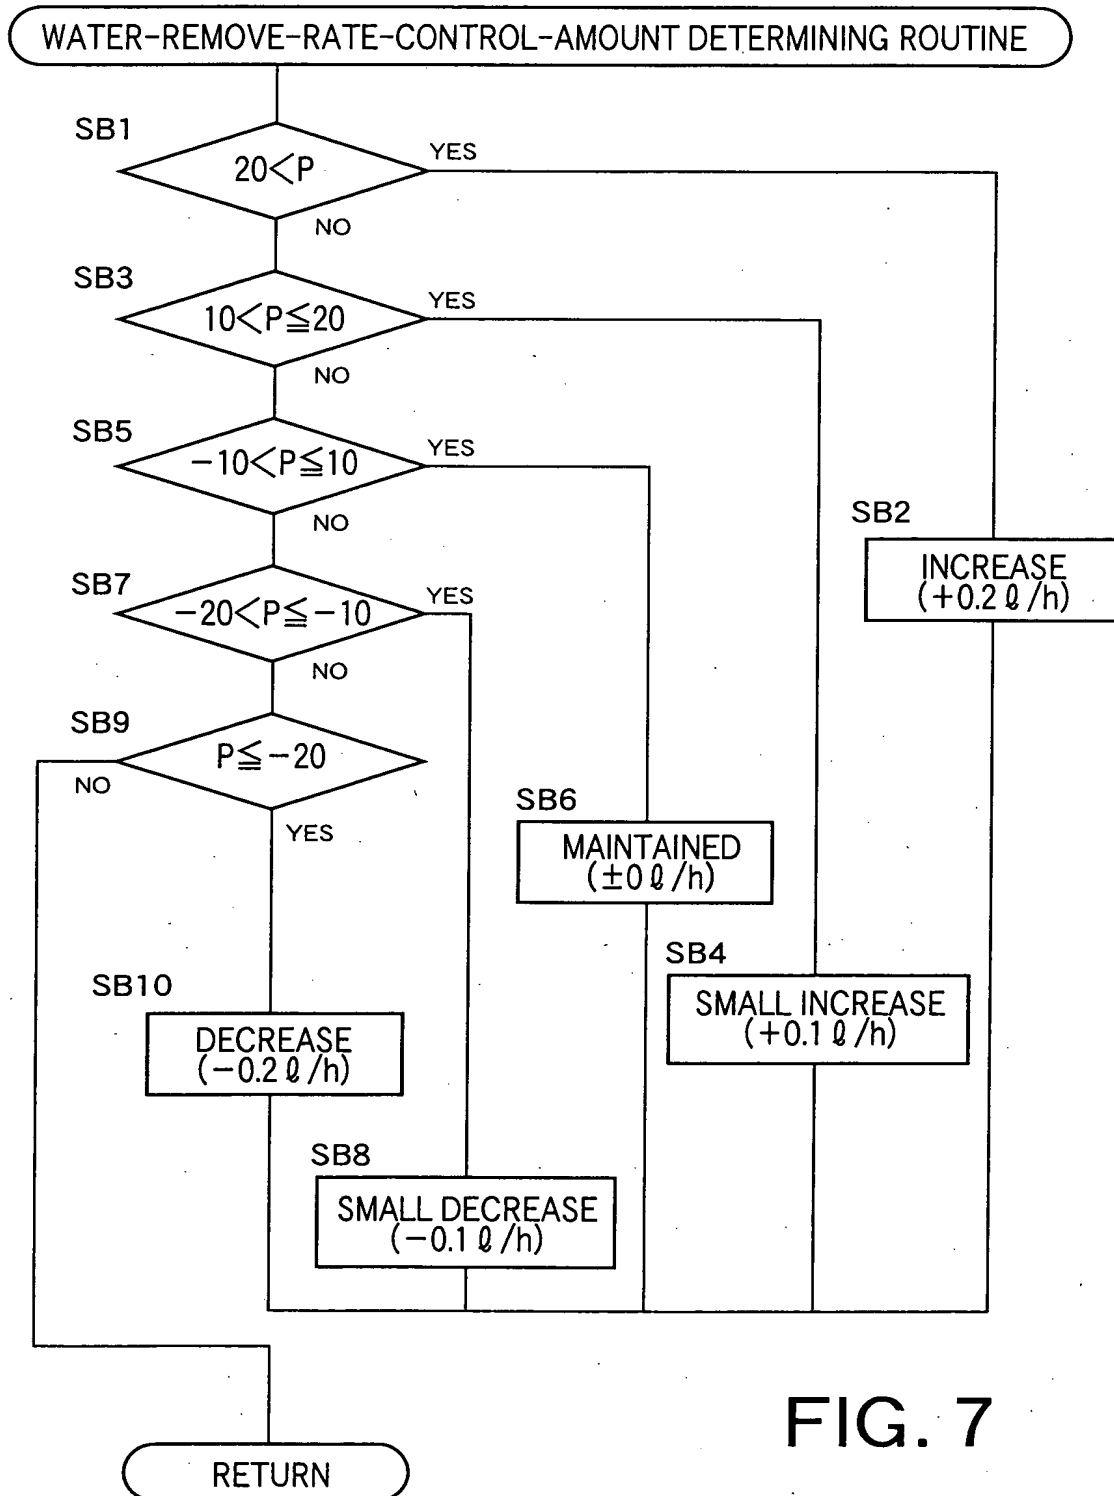 WATER-REMOVE-RATE-CONTROL-AMOUNT DETERMINING ROUTINE
SB1
20<P
YES
NO
SB3
10<P≦20
YES
NO
SB5
−10<P≦10
YES
NO
SB2
INCREASE
(+0.2 ℓ/h)
SB7
−20<P≦−10
YES
NO
SB9
P≦−20
NO
YES
SB6
MAINTAINED
(±0 ℓ/h)
SB4
SMALL INCREASE
(+0.1 ℓ/h)
SB10
DECREASE
(−0.2 ℓ/h)
SB8
SMALL DECREASE
(−0.1 ℓ/h)
FIG. 7
RETURN